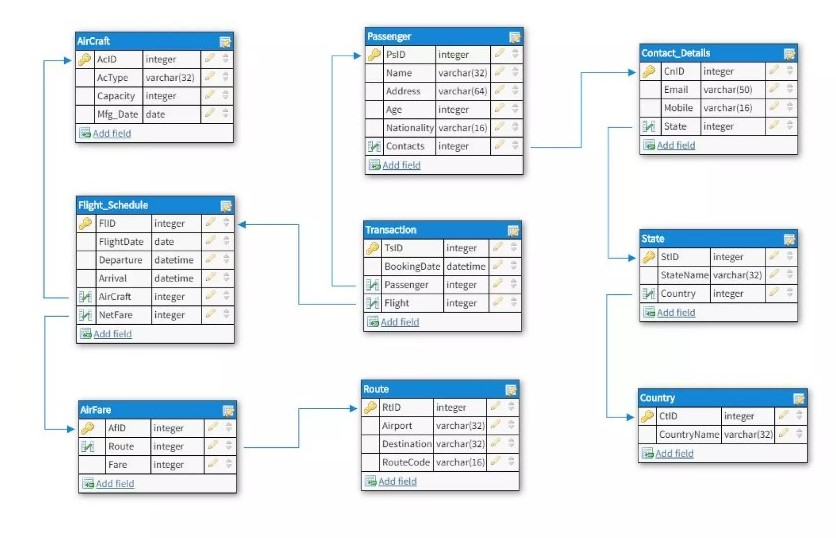 AirCraft
AcID integer
AcType varchar(32)
Capacity integer
Mfg_Date date
Add field
Passenger
PsID integer
Name varchar(32)
Address varchar(64)
Age integer
Nationality varchar(16)
Contacts integer
Add field
Contact_Details
CnID integer
Email varchar(50)
Mobile varchar(16)
State integer
Add field
Flight_Schedule
FlID integer
FlightDate date
Departure datetime
Arrival datetime
AirCraft integer
NetFare integer
Add field
Transaction
TsID integer
BookingDate datetime
Passenger integer
Flight integer
Add field
State
StID integer
StateName varchar(32)
Country integer
Add field
AirFare
AfID integer
Route integer
Fare integer
Add field
Route
RtID integer
Airport varchar(32)
Destination varchar(32)
RouteCode varchar(16)
Add field
Country
CtID integer
CountryName varchar(32)
Add field